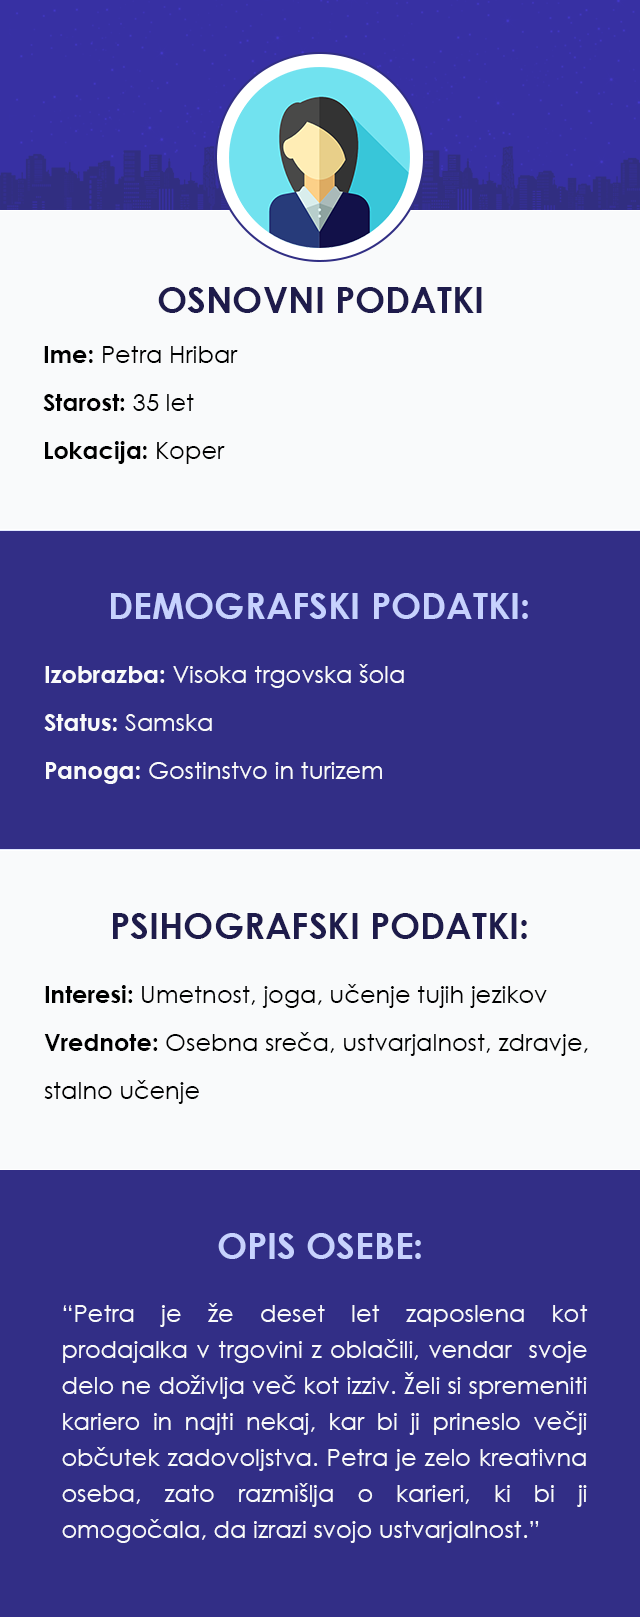 OSNOVNI PODATKI
Ime: Petra Hribar
Starost: 35 let
Lokacija: Koper
DEMOGRAFSKI PODATKI:
Izobrazba: Visoka trgovska šola
Status: Samska
Panoga: Gostinstvo in turizem
PSIHOGRAFSKI PODATKI:
Interesi: Umetnost, joga, učenje tujih jezikov
Vrednote: Osebna sreča, ustvarjalnost, zdravje,
stalno učenje
OPIS OSEBE:
“Petra je že deset let zaposlena kot
prodajalka v trgovini z oblačili, vendar svoje
delo ne doživlja več kot izziv. Želi si spremeniti
kariero in najti nekaj, kar bi ji prineslo večji
občutek zadovoljstva. Petra je zelo kreativna
oseba, zato razmišlja o karieri, ki bi ji
omogočala, da izrazi svojo ustvarjalnost.”